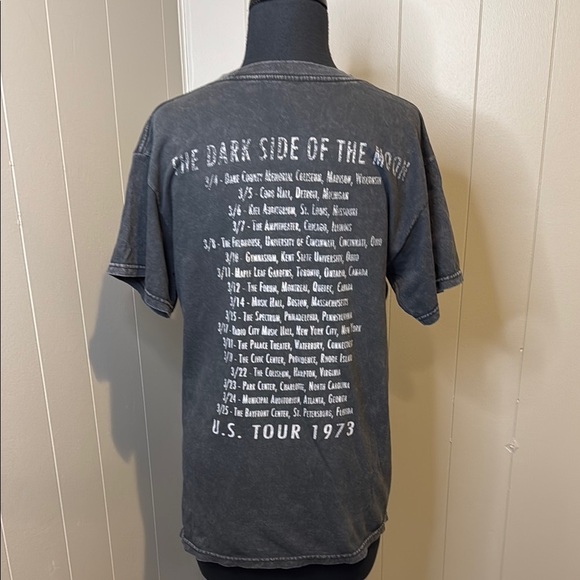 THE DARK SIDE OF THE MOON
3/4 - Dane County Memorial Coliseum, Madison, Wisconsin
3/5 - Cobo Hall, Detroit, Michigan
3/6 - Kiel Auditorium, St. Louis, Missouri
3/7 - The Ampitheater, Chicago, Illinois
3/8 - The Fieldhouse, University of Cincinnati, Cincinnati, Ohio
3/10 - Gymnasium, Kent State University, Ohio
3/11 - Maple Leaf Gardens, Toronto, Ontario, Canada
3/12 - The Forum, Montreal, Quebec, Canada
3/14 - Music Hall, Boston, Massachusetts
3/15 - The Spectrum, Philadelphia, Pennsylvania
3/17 - Radio City Music Hall, New York City, New York
The Palace Theater, Waterbury, Connecticut
The Civic Center, Providence, Rhode Island
3/22 - The Coliseum, Hampton, Virginia
3/23 - Park Center, Charlotte, North Carolina
3/24 - Municipal Auditorium, Atlanta, Georgia
3/25 - The Bayfront Center, St. Petersburg, Florida
U.S. TOUR 1973